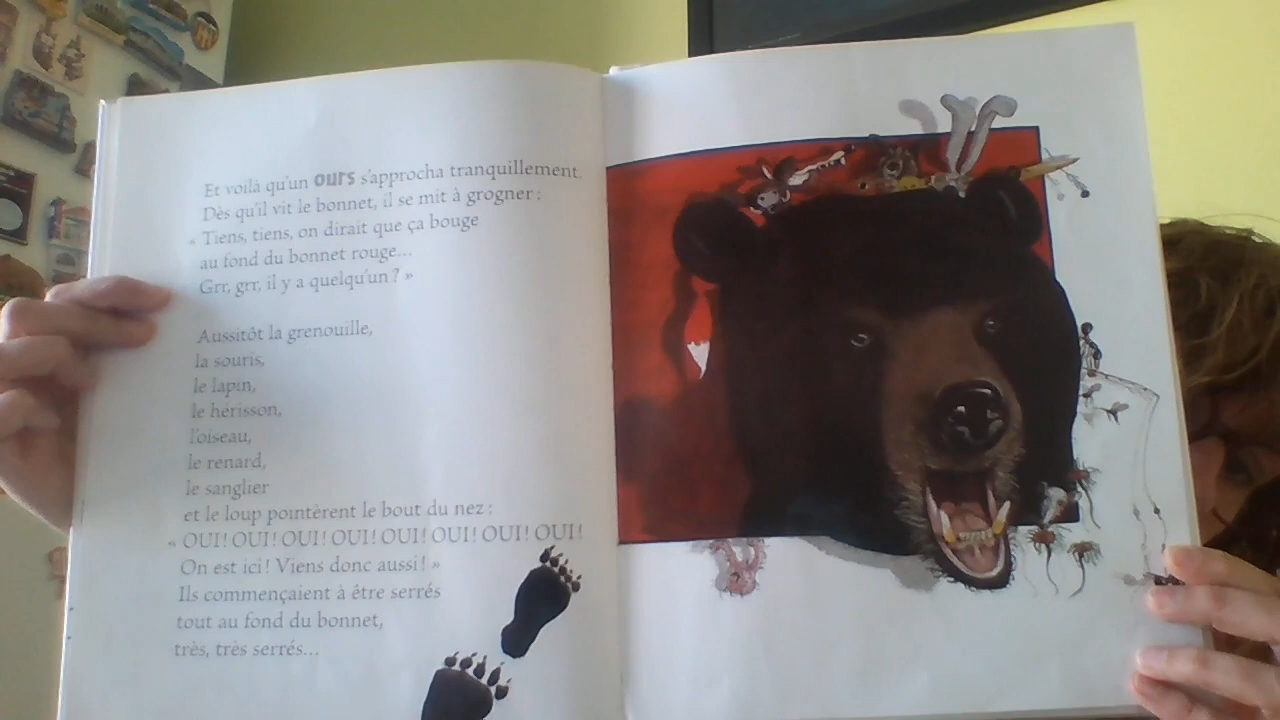 Et voilà qu'un ours s'approcha tranquillement.
Dès qu'il vit le bonnet, il se mit à grogner :
« Tiens, tiens, on dirait que ça bouge
au fond du bonnet rouge...
Grr, grr, il y a quelqu'un ? »
Aussitôt la grenouille,
la souris,
le lapin,
le hérisson,
l'oiseau,
le renard,
le sanglier
et le loup pointèrent le bout du nez :
« OUI ! OUI ! OUI ! OUI ! OUI ! OUI ! OUI ! OUI !
On est ici ! Viens donc aussi ! »
Ils commençaient à être serrés
tout au fond du bonnet,
très, très serrés...